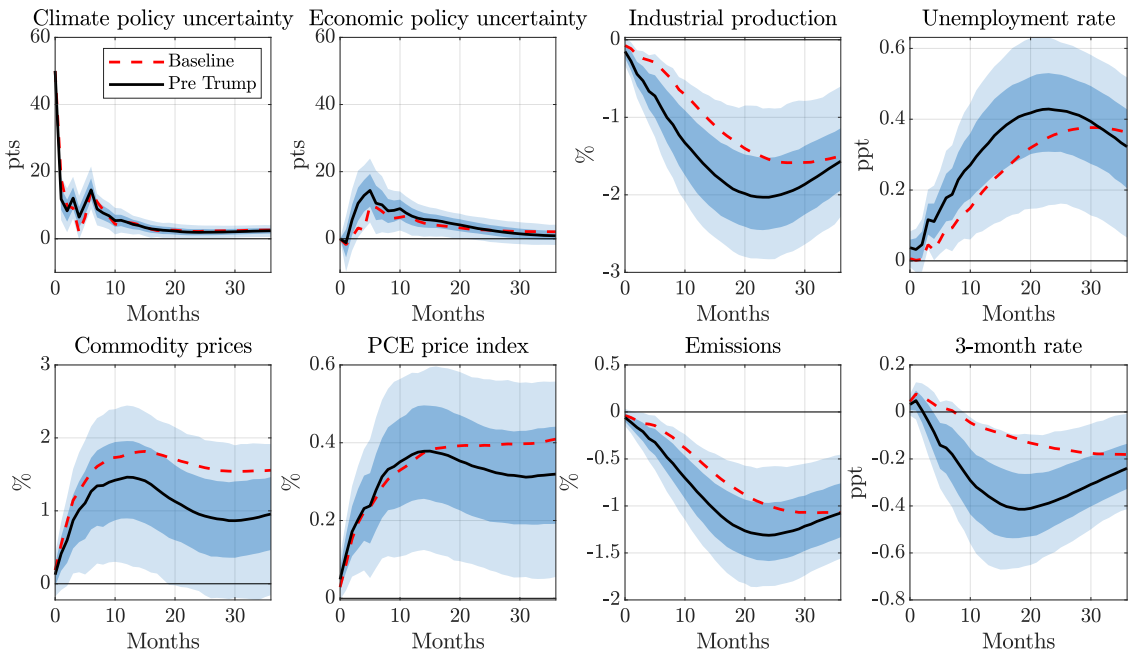 Climate policy uncertainty
60
40
20
0
pts
0 10 20 30
Months
Baseline
Pre Trump
Economic policy uncertainty
60
40
20
0
pts
0 10 20 30
Months
Industrial production
0
-1
-2
-3
%
0 10 20 30
Months
Unemployment rate
0.6
0.4
0.2
0
ppt
0 10 20 30
Months
Commodity prices
3
2
1
0
%
0 10 20 30
Months
PCE price index
0.6
0.4
0.2
0
%
0 10 20 30
Months
Emissions
0.5
0
-0.5
-1
-1.5
-2
%
0 10 20 30
Months
3-month rate
0.2
0
-0.2
-0.4
-0.6
-0.8
ppt
0 10 20 30
Months